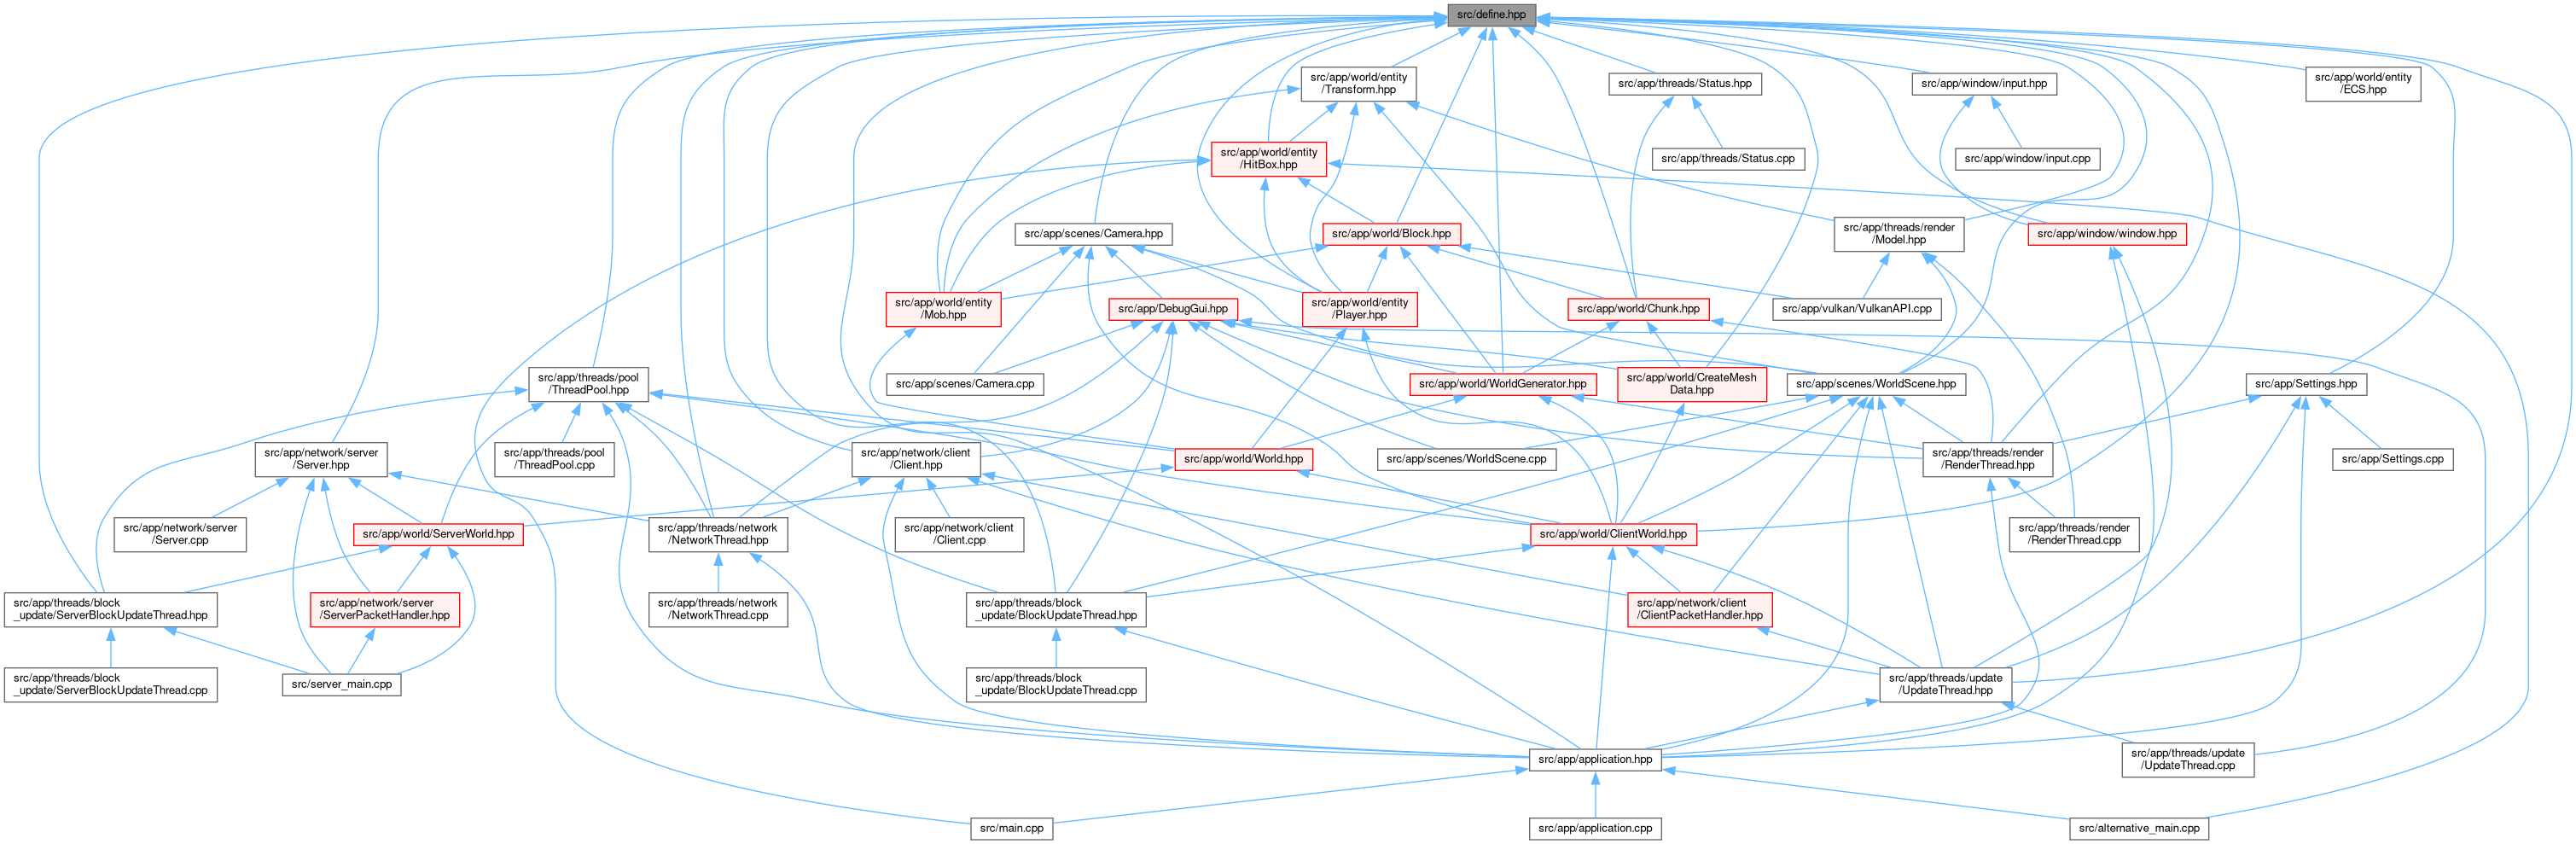 src/define.hpp
src/app/world/entity
/Transform.hpp
src/app/threads/Status.hpp
src/app/window/input.hpp
src/app/world/entity
/ECS.hpp
src/app/world/entity
/HitBox.hpp
src/app/threads/Status.cpp
src/app/window/input.cpp
src/app/scenes/Camera.hpp
src/app/world/Block.hpp
src/app/threads/render
/Model.hpp
src/app/window/window.hpp
src/app/world/entity
/Mob.hpp
src/app/DebugGui.hpp
src/app/world/entity
/Player.hpp
src/app/world/Chunk.hpp
src/app/vulkan/VulkanAPI.cpp
src/app/threads/pool
/ThreadPool.hpp
src/app/scenes/Camera.cpp
src/app/world/WorldGenerator.hpp
src/app/world/CreateMesh
Data.hpp
src/app/scenes/WorldScene.hpp
src/app/Settings.hpp
src/app/network/server
/Server.hpp
src/app/threads/pool
/ThreadPool.cpp
src/app/network/client
/Client.hpp
src/app/world/World.hpp
src/app/scenes/WorldScene.cpp
src/app/threads/render
/RenderThread.hpp
src/app/Settings.cpp
src/app/network/server
/Server.cpp
src/app/world/ServerWorld.hpp
src/app/threads/network
/NetworkThread.hpp
src/app/network/client
/Client.cpp
src/app/world/ClientWorld.hpp
src/app/threads/render
/RenderThread.cpp
src/app/threads/block
_update/ServerBlockUpdateThread.hpp
src/app/network/server
/ServerPacketHandler.hpp
src/app/threads/network
/NetworkThread.cpp
src/app/threads/block
_update/BlockUpdateThread.hpp
src/app/network/client
/ClientPacketHandler.hpp
src/app/threads/block
_update/ServerBlockUpdateThread.cpp
src/server_main.cpp
src/app/threads/block
_update/BlockUpdateThread.cpp
src/app/threads/update
/UpdateThread.hpp
src/app/application.hpp
src/app/threads/update
/UpdateThread.cpp
src/main.cpp
src/app/application.cpp
src/alternative_main.cpp